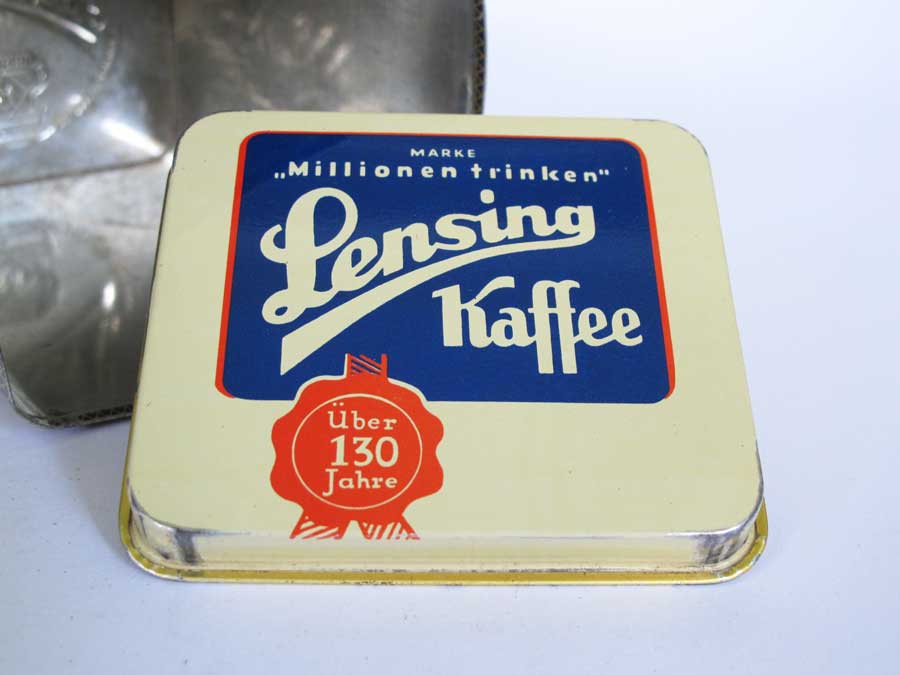 MARKE
„Millionen trinken"
Lensing
Kaffee
Über
130
Jahre